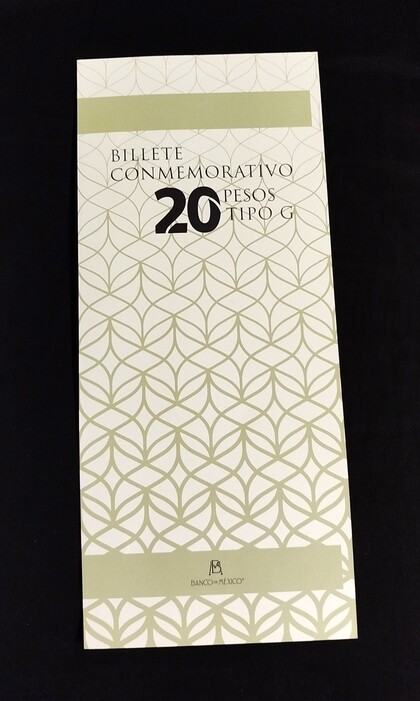 BILLETE
CONMEMORATIVO
20 PESOS
TIPO G
BANCO DE MÉXICO®